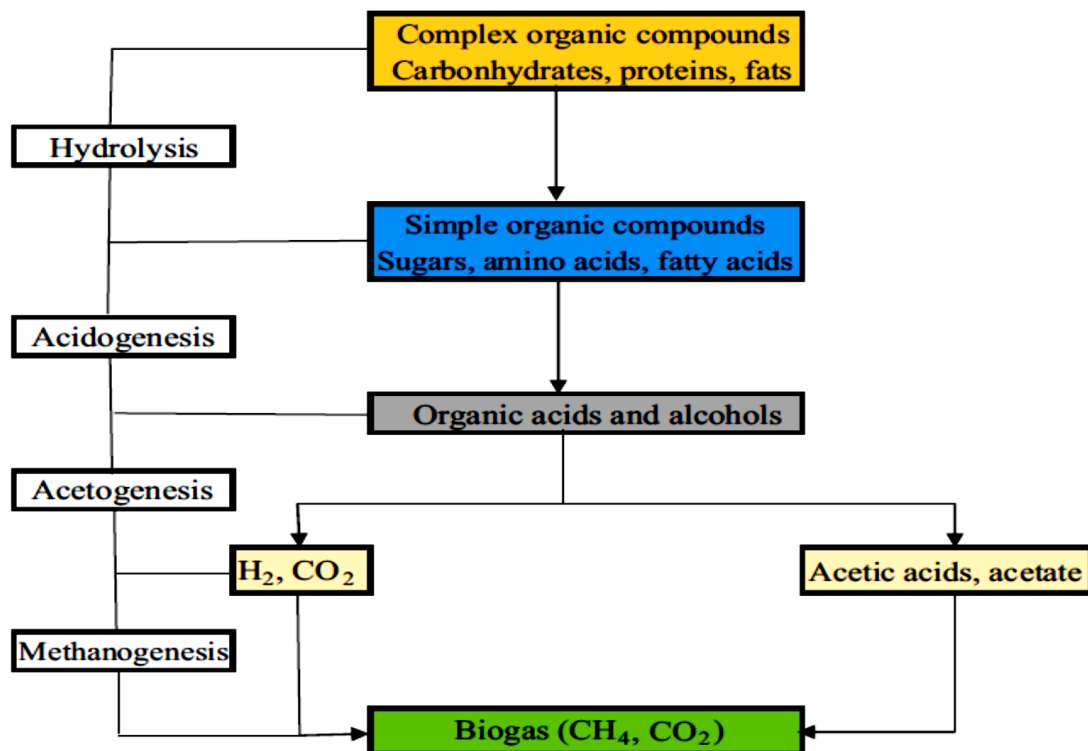 Complex organic compounds
Carbonhydrates, proteins, fats
Hydrolysis
Simple organic compounds
Sugars, amino acids, fatty acids
Acidogenesis
Organic acids and alcohols
Acetogenesis
H₂, CO₂
Acetic acids, acetate
Methanogenesis
Biogas (CH₄, CO₂)